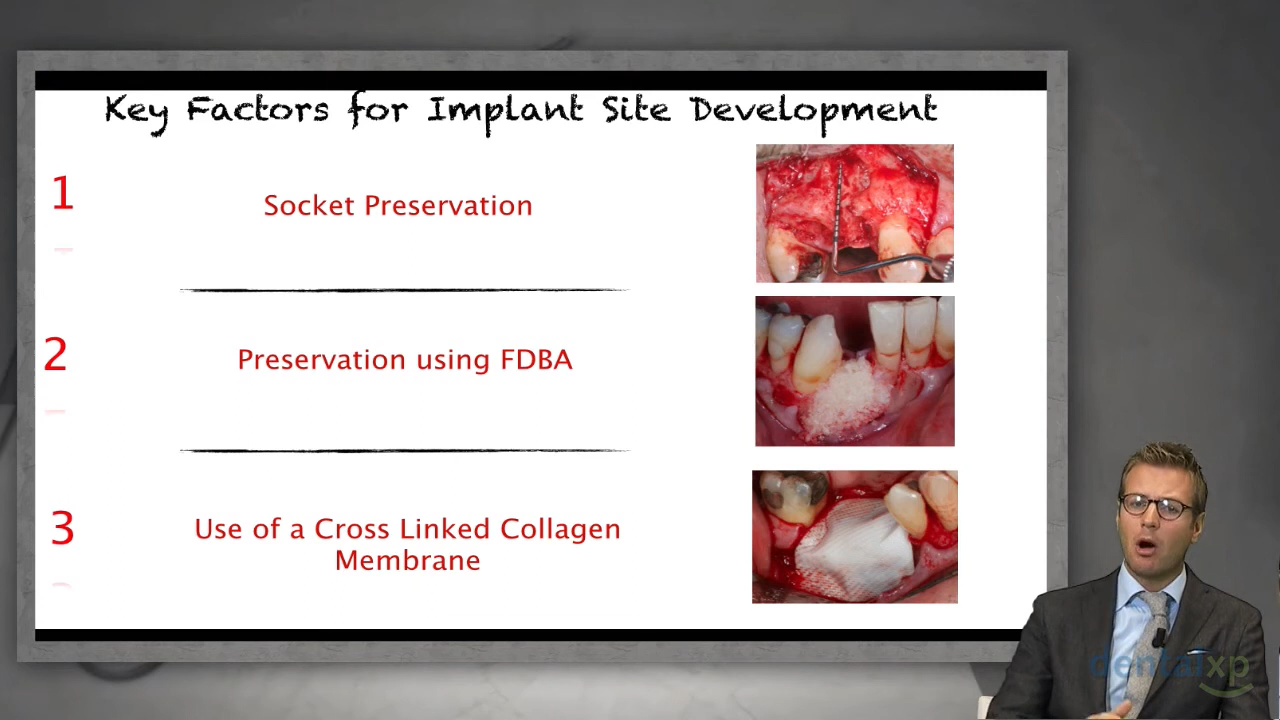 Key Factors for Implant Site Development
1
Socket Preservation
2
Preservation using FDBA
3
Use of a Cross Linked Collagen
Membrane
dentalxp